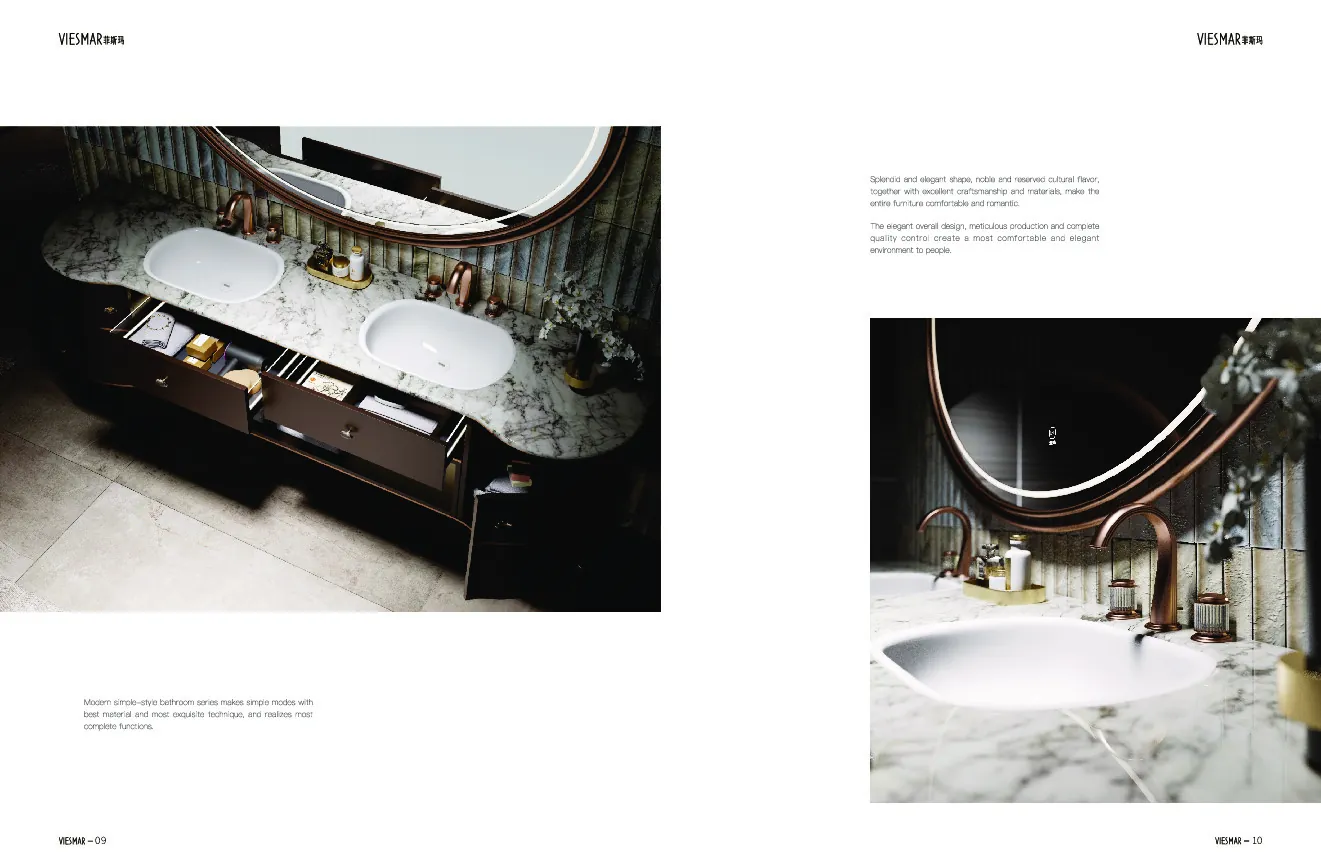 VIESMAR菲斯玛
VIESMAR菲斯玛
Splendid and elegant shape, noble and reserved cultural flavor,
together with excellent craftsmanship and materials, make the
entire furniture comfortable and romantic.
The elegant overall design, meticulous production and complete
quality control create a most comfortable and elegant
environment to people.
Modern simple-style bathroom series makes simple modes with
best material and most exquisite technique, and realizes most
complete functions.
VIESMAR — 09
VIESMAR — 10